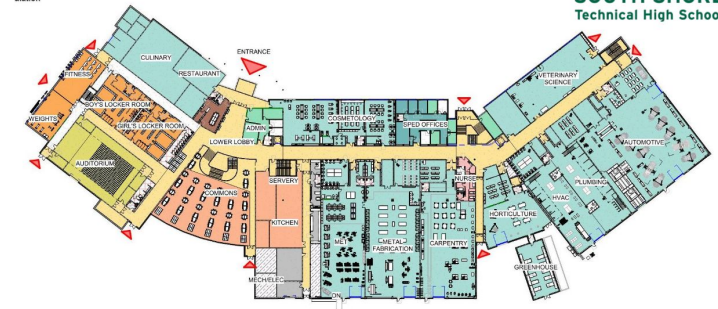 Technical High School
ENTRANCE
CULINARY
RESTAURANT
FITNESS
WEIGHTS
BOY'S LOCKER ROOM
GIRL'S LOCKER ROOM
AUDITORIUM
ADMIN
LOWER LOBBY
COMMONS
SERVERY
KITCHEN
MECH/ELEC
COSMETOLOGY
SPED OFFICES
NURSE
MET
METAL
FABRICATION
CARPENTRY
DN
HORTICULTURE
GREENHOUSE
VETERINARY
SCIENCE
AUTOMOTIVE
PLUMBING
HVAC